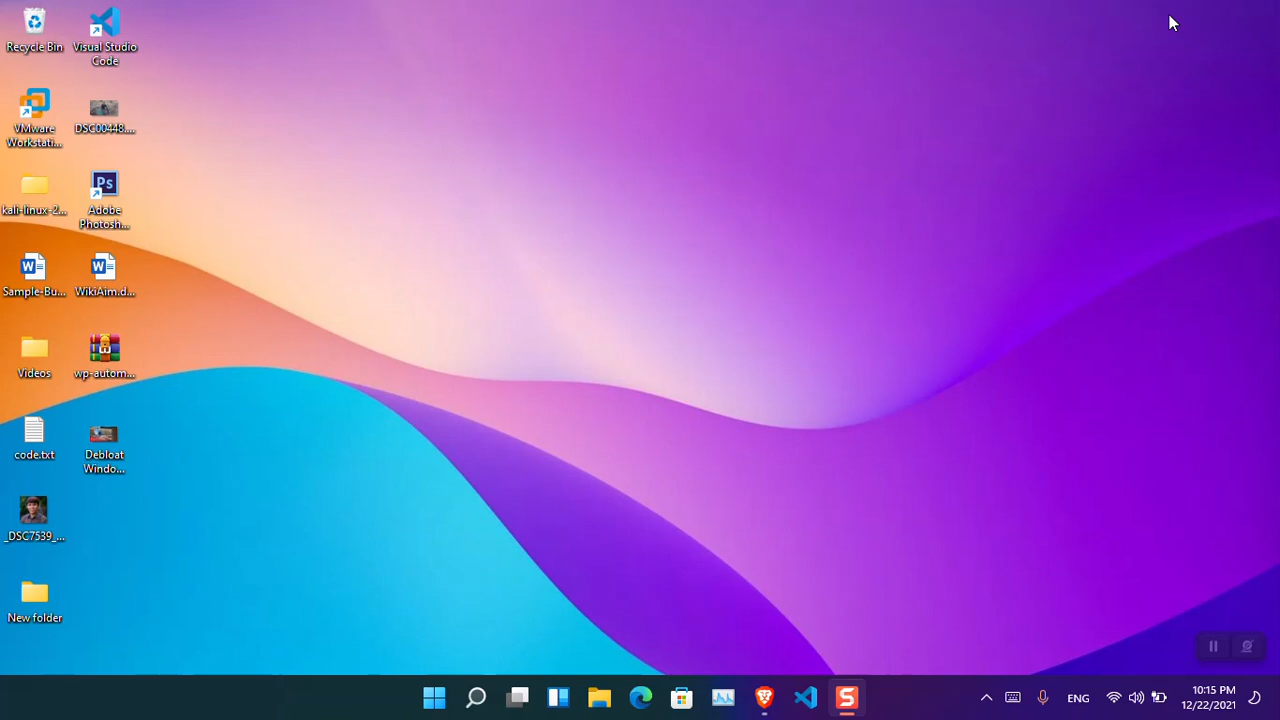 Recycle Bin
Visual Studio
Code
VMware
Workstati...
DSC00448....
kali-linux-2...
Ps
Adobe
Photosh...
W
Sample-Bu...
W
WikiAim.d...
Videos
wp-autom...
code.txt
Debloat
Windo...
_DSC7539_...
New folder
S
ENG
10:15 PM
12/22/2021